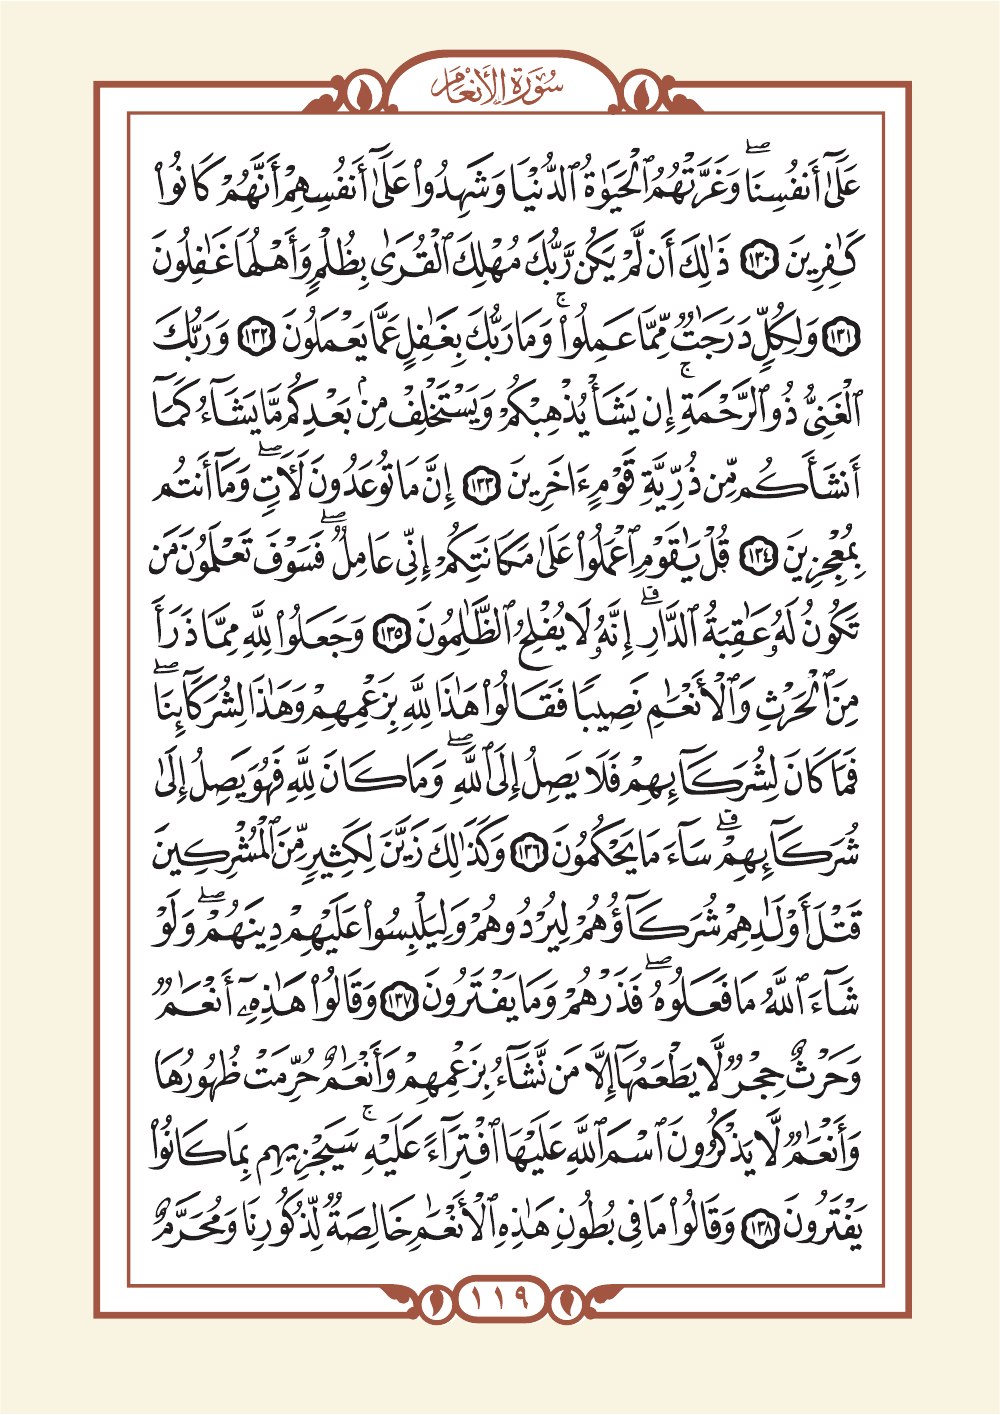 سُورَةُ الأَنْعَامِ
عَلَىٰٓ أَنفُسِنَاۖ وَغَرَّتْهُمُ ٱلْحَيَوٰةُ ٱلدُّنْيَا وَشَهِدُوا۟ عَلَىٰٓ أَنفُسِهِمْ أَنَّهُمْ كَانُوا۟
كَـٰفِرِينَ ١٣٠ ذَٰلِكَ أَن لَّمْ يَكُن رَّبُّكَ مُهْلِكَ ٱلْقُرَىٰ بِظُلْمٍ وَأَهْلُهَا غَـٰفِلُونَ
١٣١ وَلِكُلٍّ دَرَجَـٰتٌ مِّمَّا عَمِلُوا۟ۚ وَمَا رَبُّكَ بِغَـٰفِلٍ عَمَّا يَعْمَلُونَ ١٣٢ وَرَبُّكَ
ٱلْغَنِىُّ ذُو ٱلرَّحْمَةِۚ إِن يَشَأْ يُذْهِبْكُمْ وَيَسْتَخْلِفْ مِنۢ بَعْدِكُم مَّا يَشَآءُ كَمَآ
أَنشَأَكُم مِّن ذُرِّيَّةِ قَوْمٍ ءَاخَرِينَ ١٣٣ إِنَّ مَا تُوعَدُونَ لَـَٔاتٍۖ وَمَآ أَنتُم
بِمُعْجِزِينَ ١٣٤ قُلْ يَـٰقَوْمِ ٱعْمَلُوا۟ عَلَىٰ مَكَانَتِكُمْ إِنِّى عَامِلٌۖ فَسَوْفَ تَعْلَمُونَ مَن
تَكُونُ لَهُۥ عَـٰقِبَةُ ٱلدَّارِۗ إِنَّهُۥ لَا يُفْلِحُ ٱلظَّـٰلِمُونَ ١٣٥ وَجَعَلُوا۟ لِلَّهِ مِمَّا ذَرَأَ
مِنَ ٱلْحَرْثِ وَٱلْأَنْعَـٰمِ نَصِيبًا فَقَالُوا۟ هَـٰذَا لِلَّهِ بِزَعْمِهِمْ وَهَـٰذَا لِشُرَكَآئِنَاۖ
فَمَا كَانَ لِشُرَكَآئِهِمْ فَلَا يَصِلُ إِلَى ٱللَّهِۖ وَمَا كَانَ لِلَّهِ فَهُوَ يَصِلُ إِلَىٰ
شُرَكَآئِهِمْۗ سَآءَ مَا يَحْكُمُونَ ١٣٦ وَكَذَٰلِكَ زَيَّنَ لِكَثِيرٍ مِّنَ ٱلْمُشْرِكِينَ
قَتْلَ أَوْلَـٰدِهِمْ شُرَكَآؤُهُمْ لِيُرْدُوهُمْ وَلِيَلْبِسُوا۟ عَلَيْهِمْ دِينَهُمْۖ وَلَوْ
شَآءَ ٱللَّهُ مَا فَعَلُوهُۖ فَذَرْهُمْ وَمَا يَفْتَرُونَ ١٣٧ وَقَالُوا۟ هَـٰذِهِۦٓ أَنْعَـٰمٌ
وَحَرْثٌ حِجْرٌ لَّا يَطْعَمُهَآ إِلَّا مَن نَّشَآءُ بِزَعْمِهِمْ وَأَنْعَـٰمٌ حُرِّمَتْ ظُهُورُهَا
وَأَنْعَـٰمٌ لَّا يَذْكُرُونَ ٱسْمَ ٱللَّهِ عَلَيْهَا ٱفْتِرَآءً عَلَيْهِۚ سَيَجْزِيهِم بِمَا كَانُوا۟
يَفْتَرُونَ ١٣٨ وَقَالُوا۟ مَا فِى بُطُونِ هَـٰذِهِ ٱلْأَنْعَـٰمِ خَالِصَةٌ لِّذُكُورِنَا وَمُحَرَّمٌ
١١٩